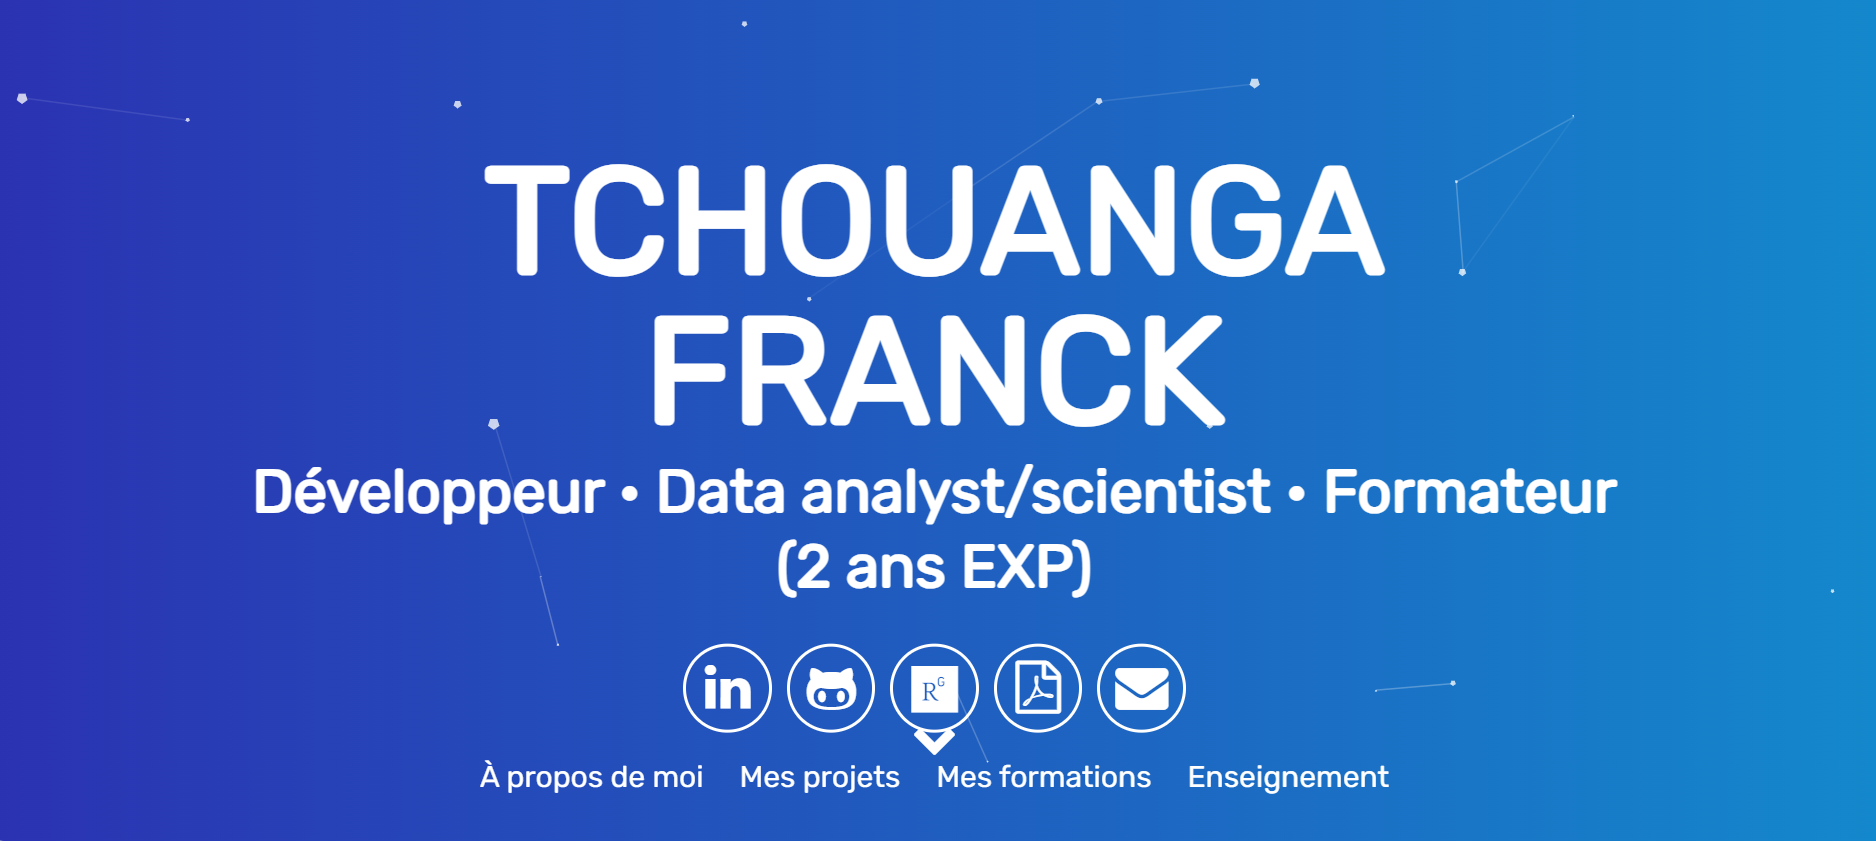 TCHOUANGA
FRANCK
Développeur • Data analyst/scientist • Formateur
(2 ans EXP)
in
RG
À propos de moi Mes projets Mes formations Enseignement